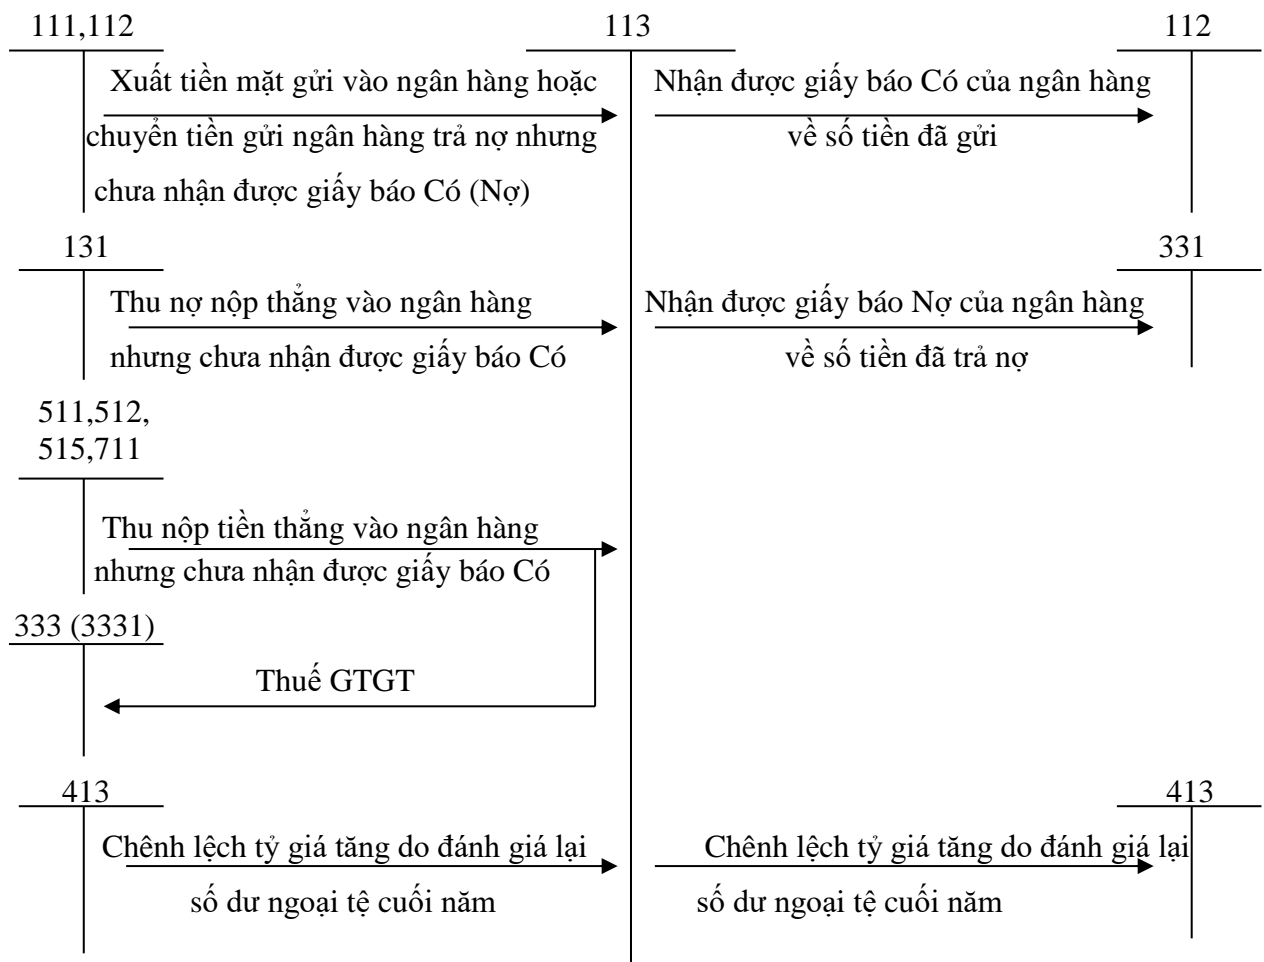 111,112
113
112
Xuất tiền mặt gửi vào ngân hàng hoặc
chuyển tiền gửi ngân hàng trả nợ nhưng
chưa nhận được giấy báo Có (Nợ)
Nhận được giấy báo Có của ngân hàng
về số tiền đã gửi
131
331
Thu nợ nộp thẳng vào ngân hàng
nhưng chưa nhận được giấy báo Có
Nhận được giấy báo Nợ của ngân hàng
về số tiền đã trả nợ
511,512,
515,711
Thu nộp tiền thẳng vào ngân hàng
nhưng chưa nhận được giấy báo Có
333 (3331)
Thuế GTGT
413
413
Chênh lệch tỷ giá tăng do đánh giá lại
số dư ngoại tệ cuối năm
Chênh lệch tỷ giá tăng do đánh giá lại
số dư ngoại tệ cuối năm